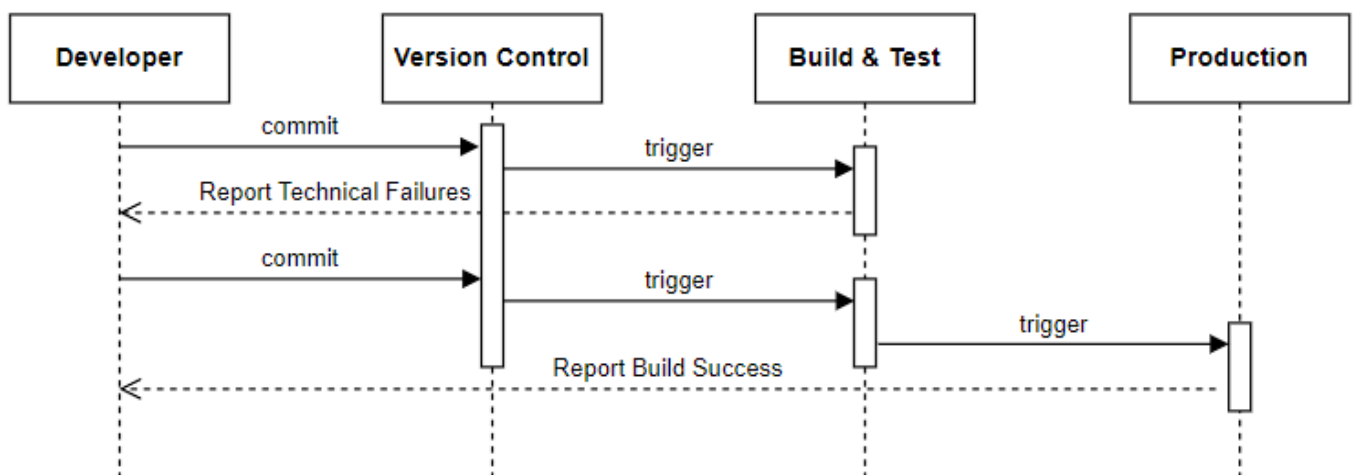 Developer
Version Control
Build & Test
Production
commit
trigger
Report Technical Failures
commit
trigger
trigger
Report Build Success